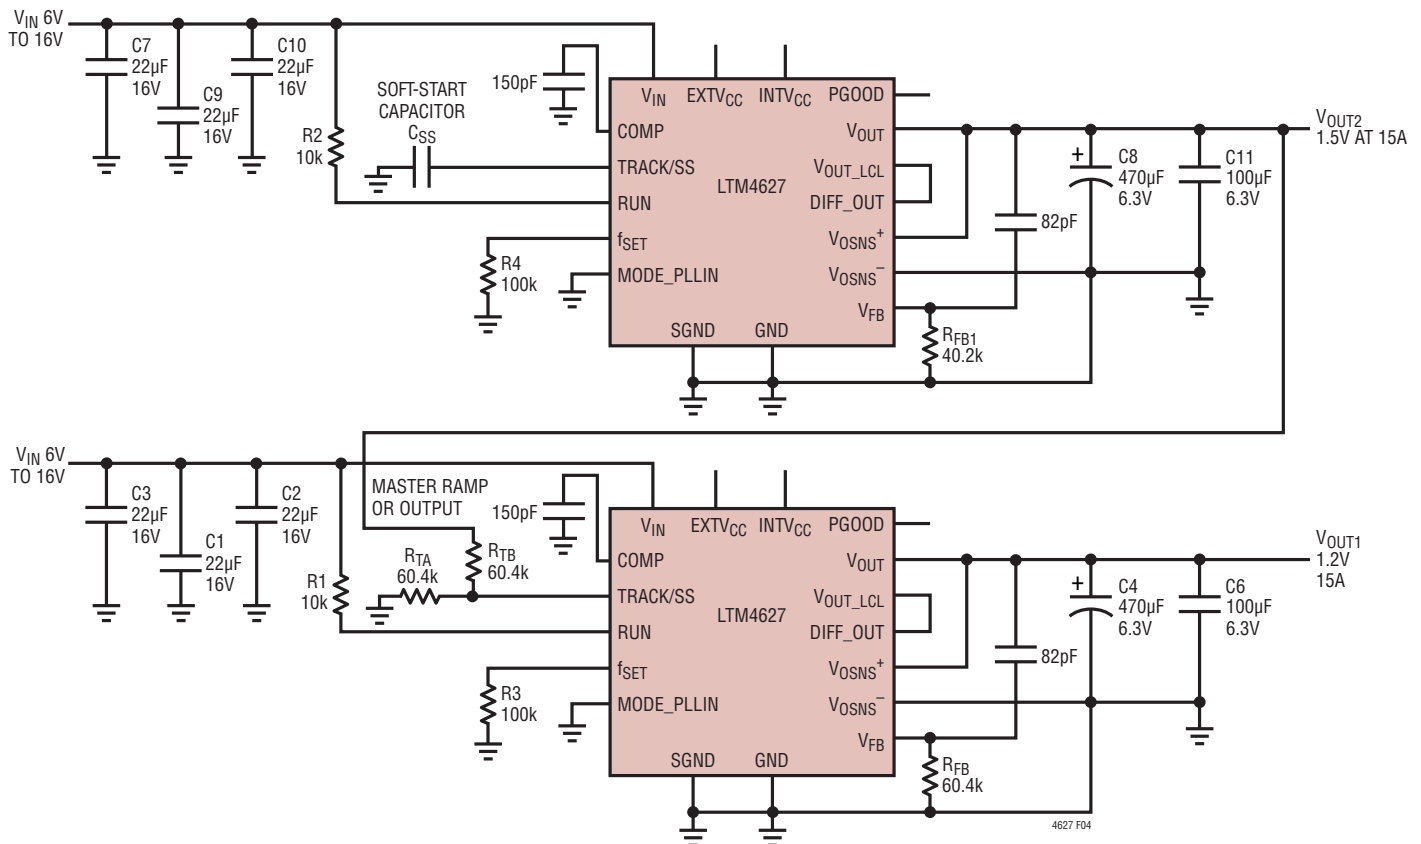 VIN 6V
TO 16V
C7
22µF
16V
C9
22µF
16V
C10
22µF
16V
R2
10k
SOFT-START
CAPACITOR
CSS
150pF
VIN
EXTVCC
INTVCC
PGOOD
COMP
VOUT
TRACK/SS
VOUT_LCL
LTM4627
RUN
DIFF_OUT
fSET
VOSNS+
MODE_PLLIN
VOSNS–
VFB
SGND
GND
R4
100k
RFB1
40.2k
82pF
+
C8
470µF
6.3V
C11
100µF
6.3V
VOUT2
1.5V AT 15A
VIN 6V
TO 16V
C3
22µF
16V
C1
22µF
16V
C2
22µF
16V
R1
10k
MASTER RAMP
OR OUTPUT
RTA
60.4k
RTB
60.4k
150pF
VIN
EXTVCC
INTVCC
PGOOD
COMP
VOUT
TRACK/SS
VOUT_LCL
LTM4627
RUN
DIFF_OUT
fSET
VOSNS+
MODE_PLLIN
VOSNS–
VFB
SGND
GND
R3
100k
RFB
60.4k
82pF
+
C4
470µF
6.3V
C6
100µF
6.3V
VOUT1
1.2V
15A
4627 F04